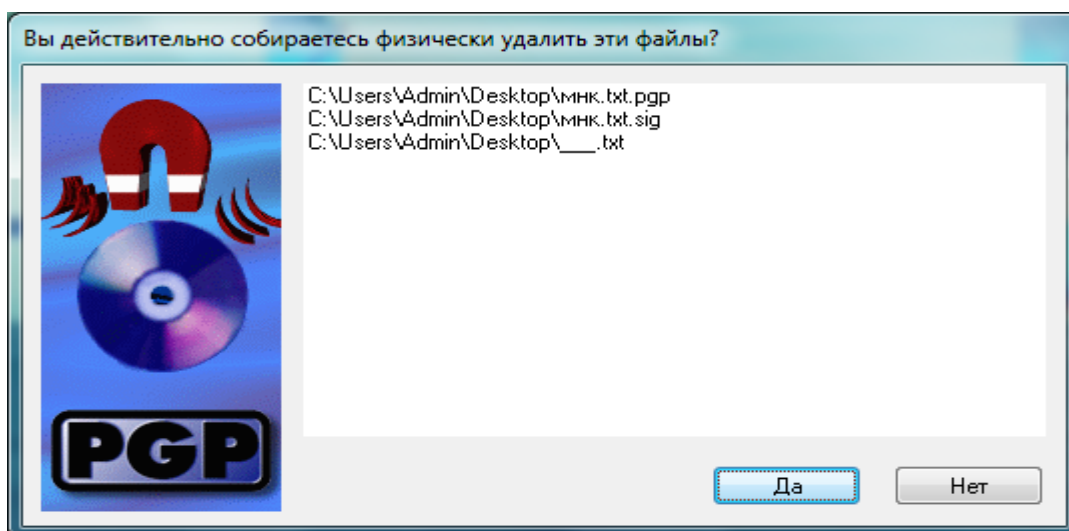 Вы действительно собираетесь физически удалить эти файлы?
C:\Users\Admin\Desktop\мнк.txt.pgp
C:\Users\Admin\Desktop\мнк.txt.sig
C:\Users\Admin\Desktop\___.txt
PGP
Да
Нет